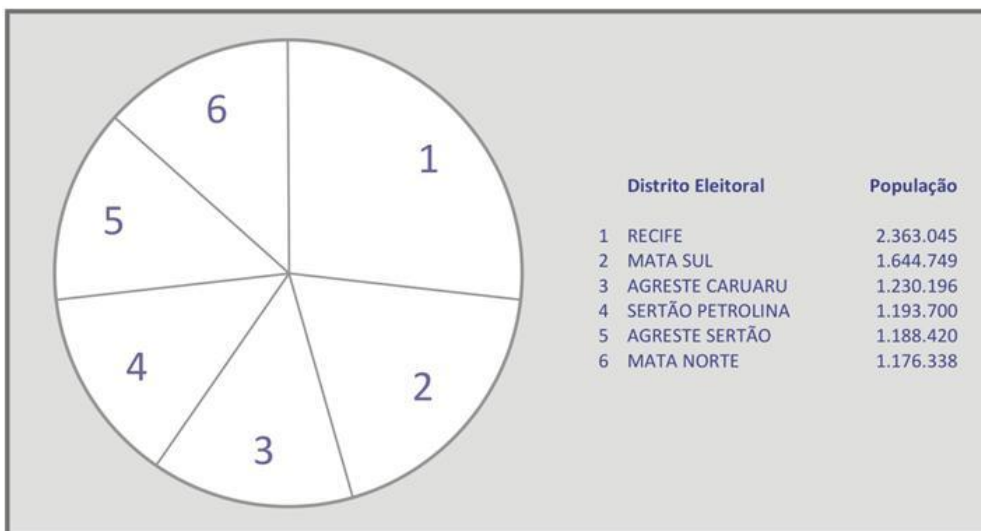 6
1
5
4
2
3
Distrito Eleitoral População
1 RECIFE 2.363.045
2 MATA SUL 1.644.749
3 AGRESTE CARUARU 1.230.196
4 SERTÃO PETROLINA 1.193.700
5 AGRESTE SERTÃO 1.188.420
6 MATA NORTE 1.176.338